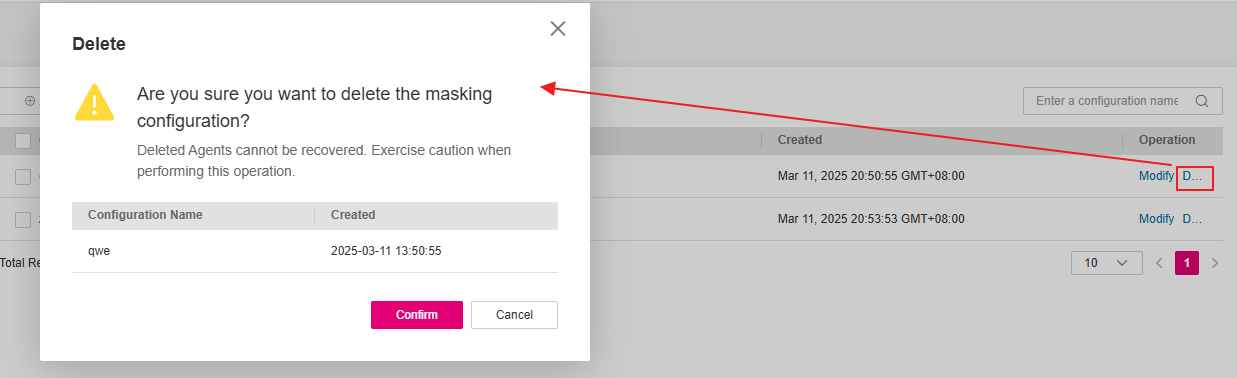 Delete
Are you sure you want to delete the masking
configuration?
Deleted Agents cannot be recovered. Exercise caution when
performing this operation.
Configuration Name Created
qwe 2025-03-11 13:50:55
Confirm Cancel
Enter a configuration name
Created Operation
Mar 11, 2025 20:50:55 GMT+08:00 Modify D...
Mar 11, 2025 20:53:53 GMT+08:00 Modify D...
Total Re
10 1